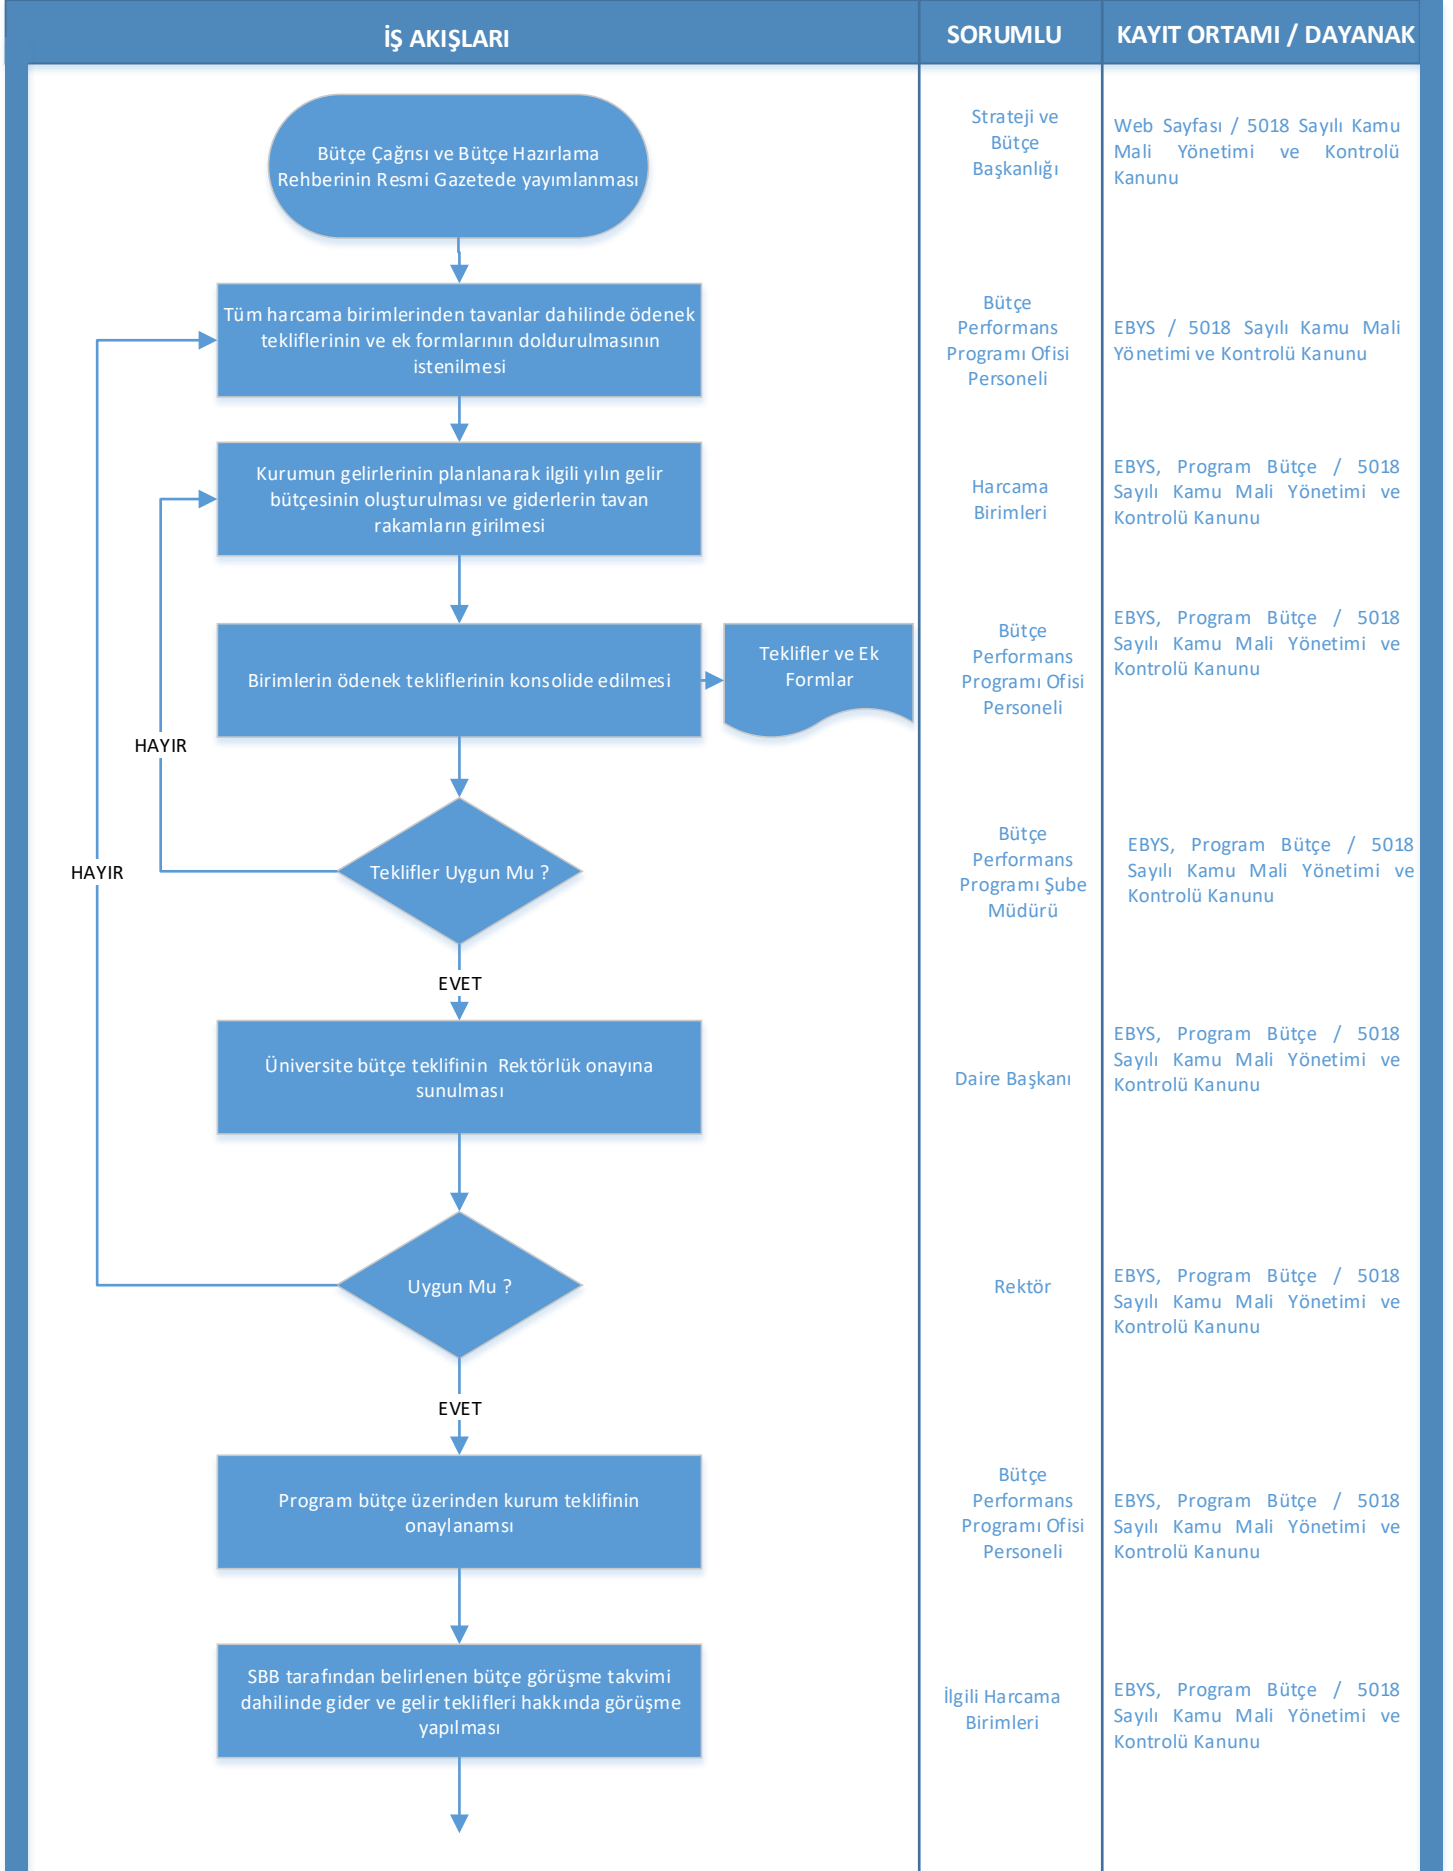 İŞ AKIŞLARI
SORUMLU
KAYIT ORTAMI / DAYANAK
Bütçe Çağrısı ve Bütçe Hazırlama
Rehberinin Resmi Gazetede yayımlanması
Strateji ve
Bütçe
Başkanlığı
Web Sayfası / 5018 Sayılı Kamu
Mali Yönetimi ve Kontrolü
Kanunu
Tüm harcama birimlerinden tavanlar dahilinde ödenek
tekliflerinin ve ek formlarının doldurulmasının
istenilmesi
Bütçe
Performans
Programı Ofisi
Personeli
EBYS / 5018 Sayılı Kamu Mali
Yönetimi ve Kontrolü Kanunu
Kurumun gelirlerinin planlanarak ilgili yılın gelir
bütçesinin oluşturulması ve giderlerin tavan
rakamların girilmesi
Harcama
Birimleri
EBYS, Program Bütçe / 5018
Sayılı Kamu Mali Yönetimi ve
Kontrolü Kanunu
Birimlerin ödenek tekliflerinin konsolide edilmesi
Teklifler ve Ek
Formlar
Bütçe
Performans
Programı Ofisi
Personeli
EBYS, Program Bütçe / 5018
Sayılı Kamu Mali Yönetimi ve
Kontrolü Kanunu
HAYIR
Teklifler Uygun Mu ?
HAYIR
Bütçe
Performans
Programı Şube
Müdürü
EBYS, Program Bütçe / 5018
Sayılı Kamu Mali Yönetimi ve
Kontrolü Kanunu
EVET
Üniversite bütçe teklifinin Rektörlük onayına
sunulması
Daire Başkanı
EBYS, Program Bütçe / 5018
Sayılı Kamu Mali Yönetimi ve
Kontrolü Kanunu
Uygun Mu ?
Rektör
EBYS, Program Bütçe / 5018
Sayılı Kamu Mali Yönetimi ve
Kontrolü Kanunu
EVET
Program bütçe üzerinden kurum teklifinin
onaylanamsı
Bütçe
Performans
Programı Ofisi
Personeli
EBYS, Program Bütçe / 5018
Sayılı Kamu Mali Yönetimi ve
Kontrolü Kanunu
SBB tarafından belirlenen bütçe görüşme takvimi
dahilinde gider ve gelir teklifleri hakkında görüşme
yapılması
İlgili Harcama
Birimleri
EBYS, Program Bütçe / 5018
Sayılı Kamu Mali Yönetimi ve
Kontrolü Kanunu